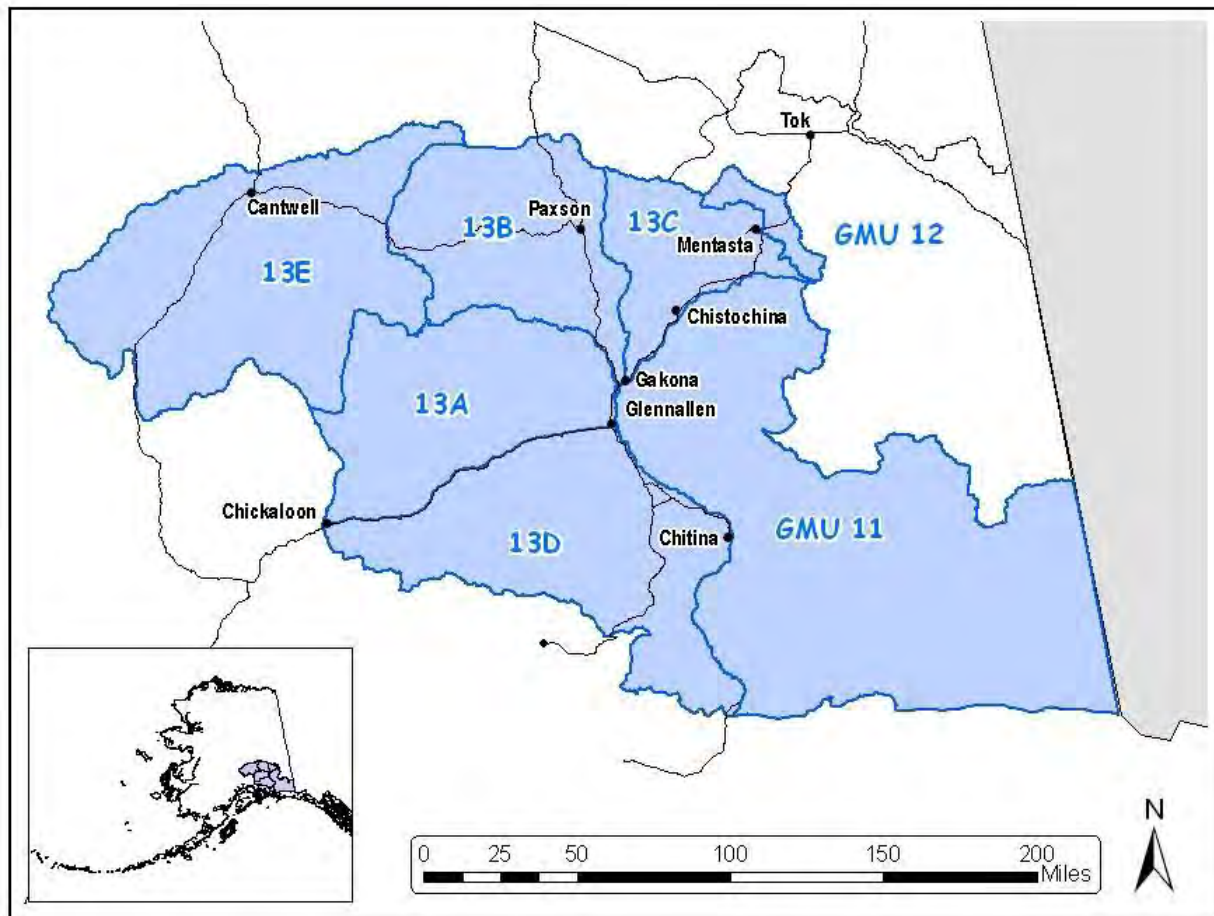 Tok
Cantwell
13B
Paxson
13C
Mentasta
GMU 12
13E
Chistochina
Gakona
13A
Glennallen
Chickaloon
13D
Chitina
GMU 11
N
0 25 50 100 150 200
Miles